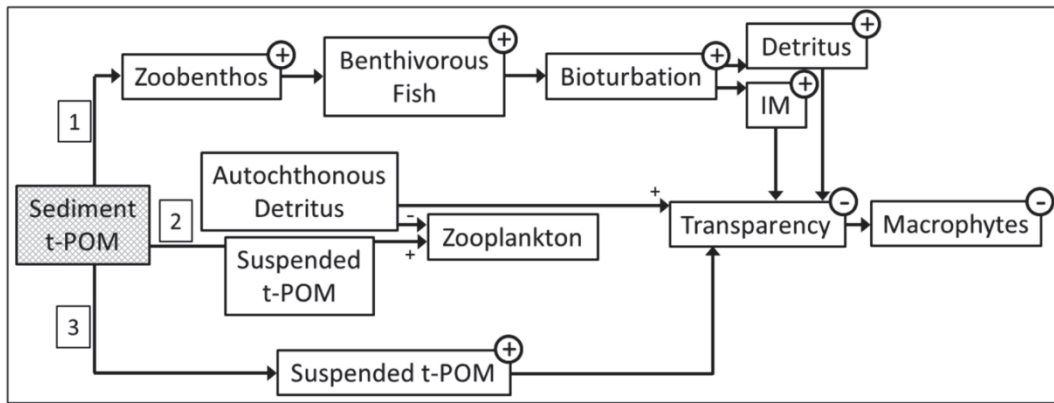 Zoobenthos +
Benthivorous +
Fish
Bioturbation +
Detritus +
IM +
1
Sediment
t-POM
2
Autochthonous
Detritus
+
-
Suspended
t-POM
+
Zooplankton
Transparency -
Macrophytes -
3
Suspended t-POM +